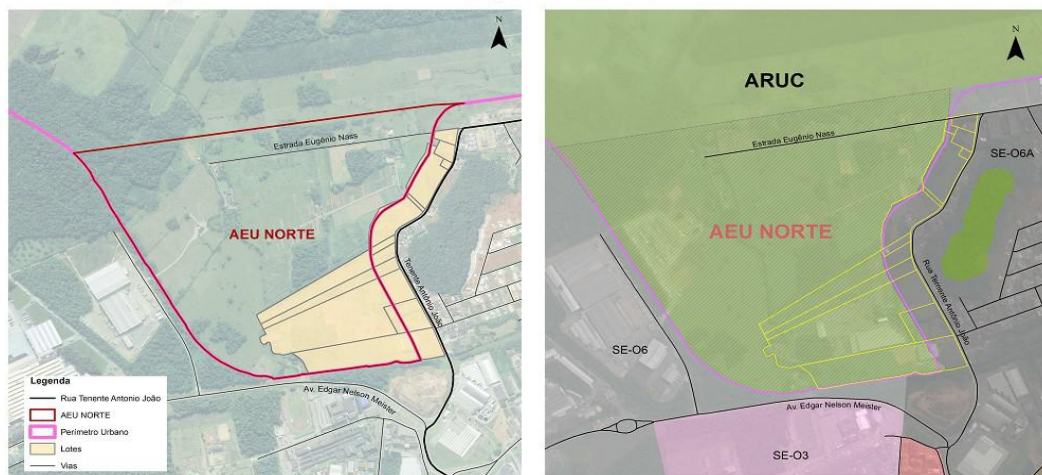 N
Estrada Eugênio Nass
AEU NORTE
Tenente Antônio João
Av. Edgar Nelson Meister
Legenda
Rua Tenente Antonio João
AEU NORTE
Perímetro Urbano
Lotes
Vias
N
ARUC
Estrada Eugênio Nass
SE-O6A
AEU NORTE
Rua Temente Antônio João
SE-O6
Av. Edgar Nelson Meister
SE-O3